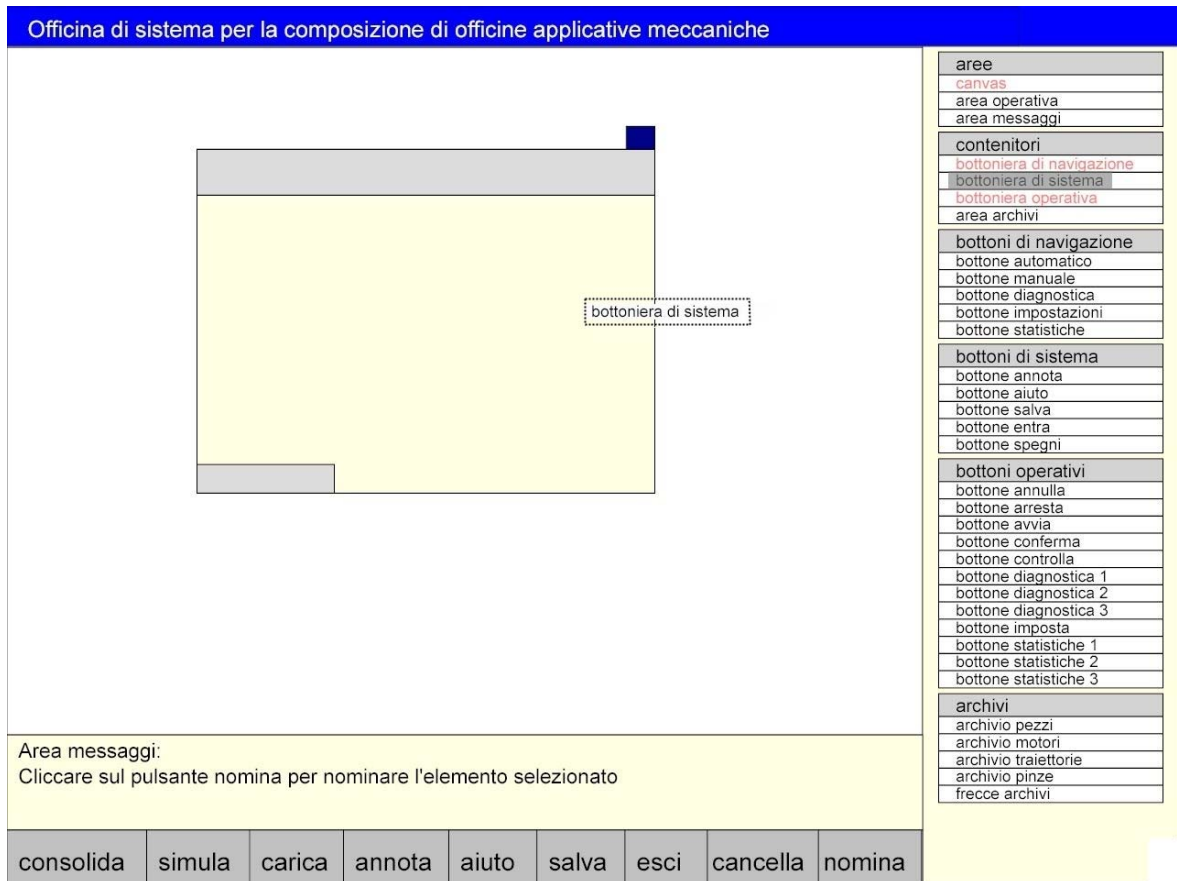 Officina di sistema per la composizione di officine applicative meccaniche
bottoniera di sistema
Area messaggi:
Cliccare sul pulsante nomina per nominare l'elemento selezionato
consolida simula carica annota aiuto salva esci cancella nomina
aree
canvas
area operativa
area messaggi
contenitori
bottoniera di navigazione
bottoniera di sistema
bottoniera operativa
area archivi
bottoni di navigazione
bottone automatico
bottone manuale
bottone diagnostica
bottone impostazioni
bottone statistiche
bottoni di sistema
bottone annota
bottone aiuto
bottone salva
bottone entra
bottone spegni
bottoni operativi
bottone annulla
bottone arresta
bottone avvia
bottone conferma
bottone controlla
bottone diagnostica 1
bottone diagnostica 2
bottone diagnostica 3
bottone imposta
bottone statistiche 1
bottone statistiche 2
bottone statistiche 3
archivi
archivio pezzi
archivio motori
archivio traiettorie
archivio pinze
frecce archivi